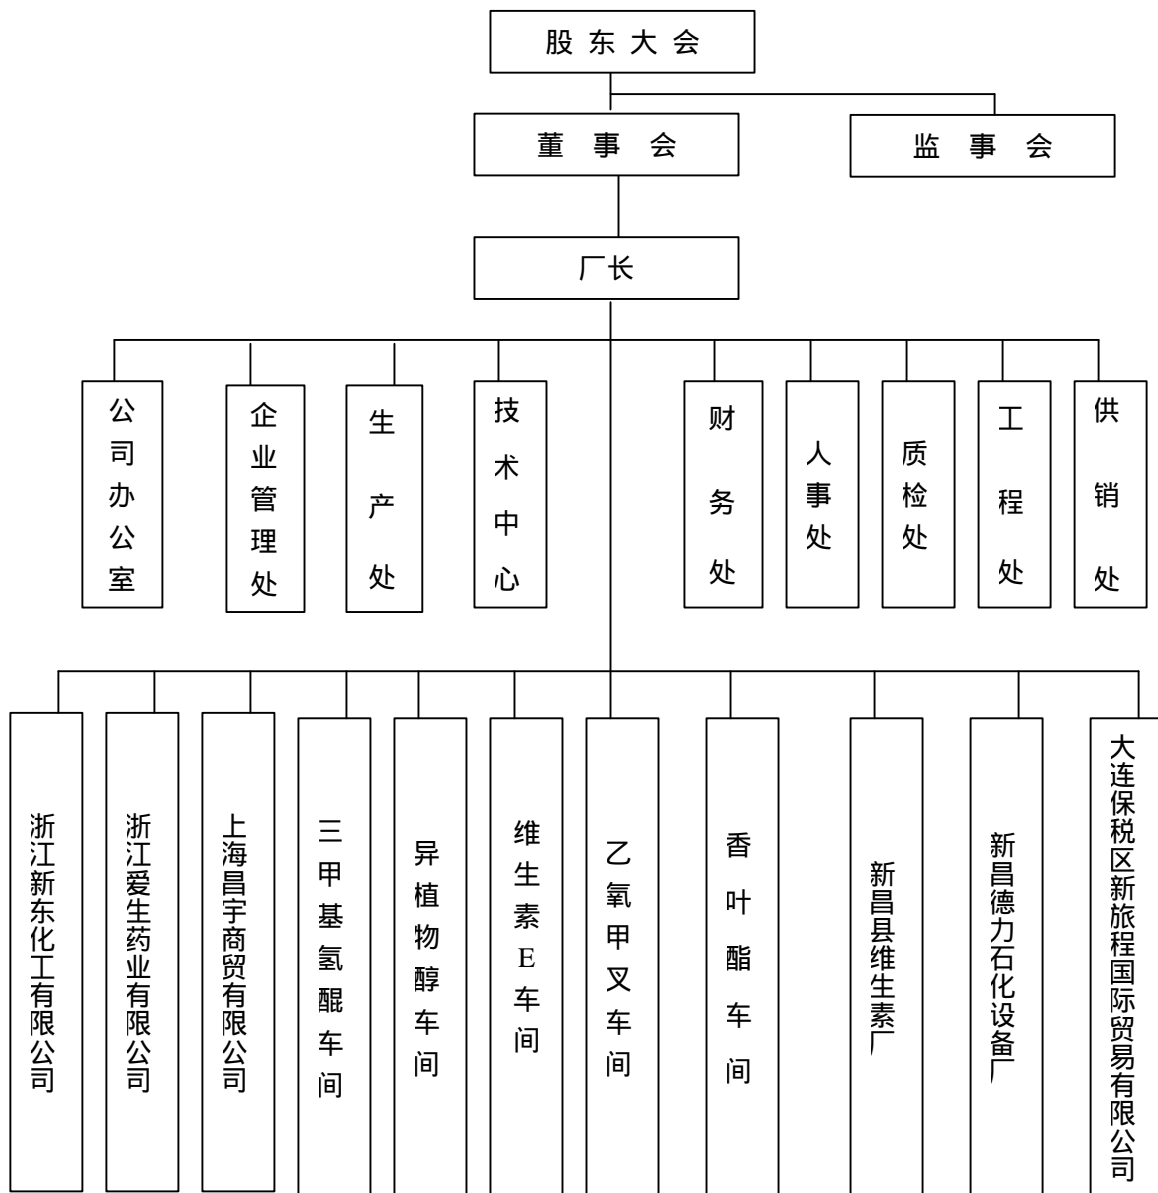 股东大会
董事会
监事会
厂长
公司办公室
企业管理处
生产处
技术中心
财务处
人事处
质检处
工程处
供销处
浙江新东化工有限公司
浙江爱生药业有限公司
上海昌宇商贸有限公司
三甲基氢醌车间
异植物醇车间
维生素E车间
乙氧甲叉车间
香叶酯车间
新昌县维生素厂
新昌德力石化设备厂
大连保税区新旅程国际贸易有限公司